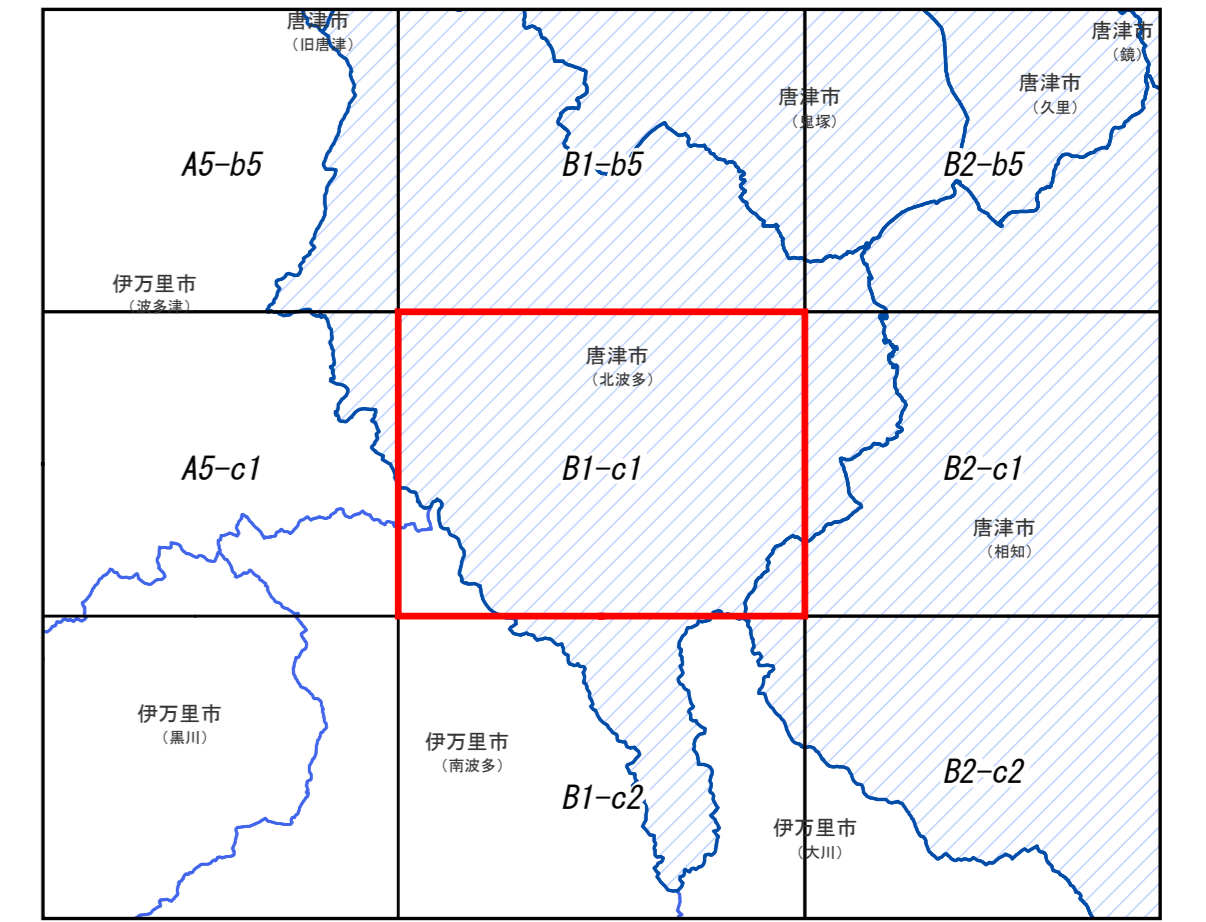 唐津市
（旧唐津）
唐津市
（鏡）
唐津市
（久里）
唐津市
（鬼塚）
A5-b5
B1-b5
B2-b5
伊万里市
（波多津）
唐津市
（北波多）
A5-c1
B1-c1
B2-c1
唐津市
（相知）
伊万里市
（黒川）
伊万里市
（南波多）
B1-c2
B2-c2
伊万里市
（大川）